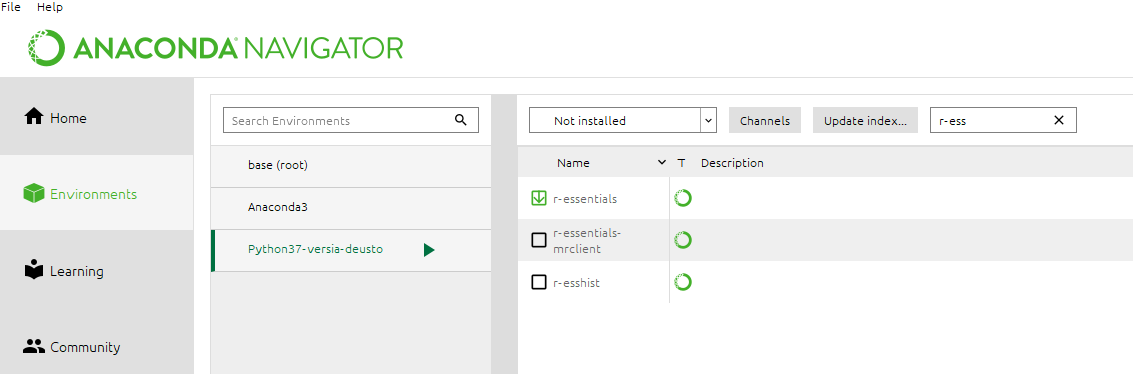 File Help
ANACONDA NAVIGATOR
Home
Environments
Learning
Community
Search Environments
base (root)
Anaconda3
Python37-versia-deusto
Not installed
Channels
Update index...
r-ess
Name T Description
r-essentials
r-essentials-
mrclient
r-esshist